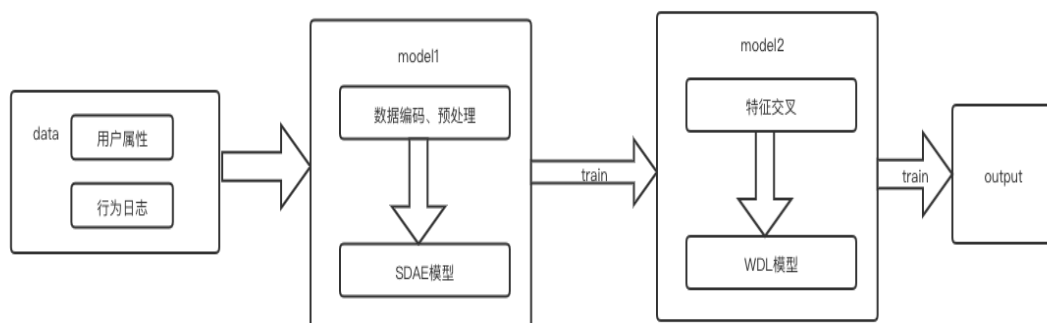 data
用户属性
行为日志
model1
数据编码、预处理
SDAE模型
train
model2
特征交叉
WDL模型
train
output